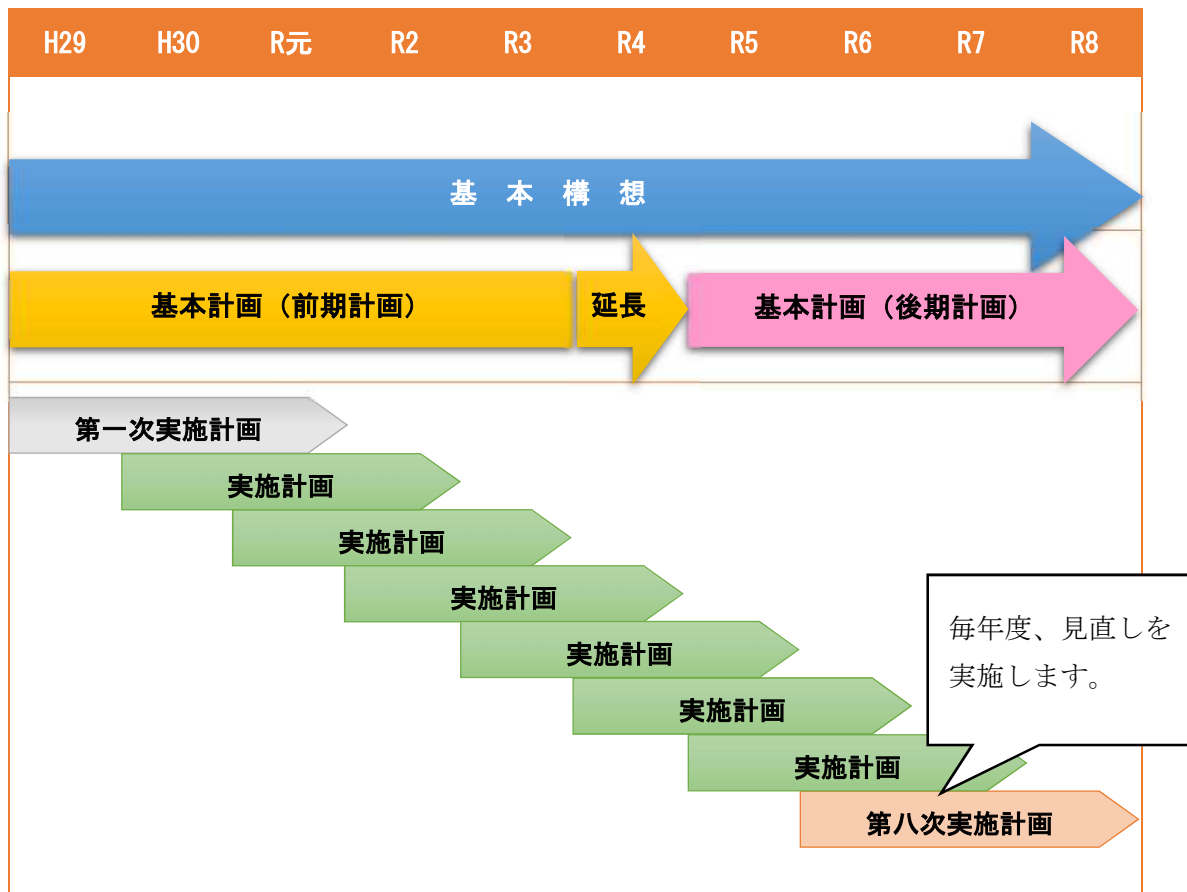 H29 H30 R元 R2 R3 R4 R5 R6 R7 R8
基 本 構 想
基本計画（前期計画） 延長 基本計画（後期計画）
第一次実施計画
実施計画
実施計画
実施計画
実施計画
実施計画
実施計画
毎年度、見直しを
実施します。
第八次実施計画